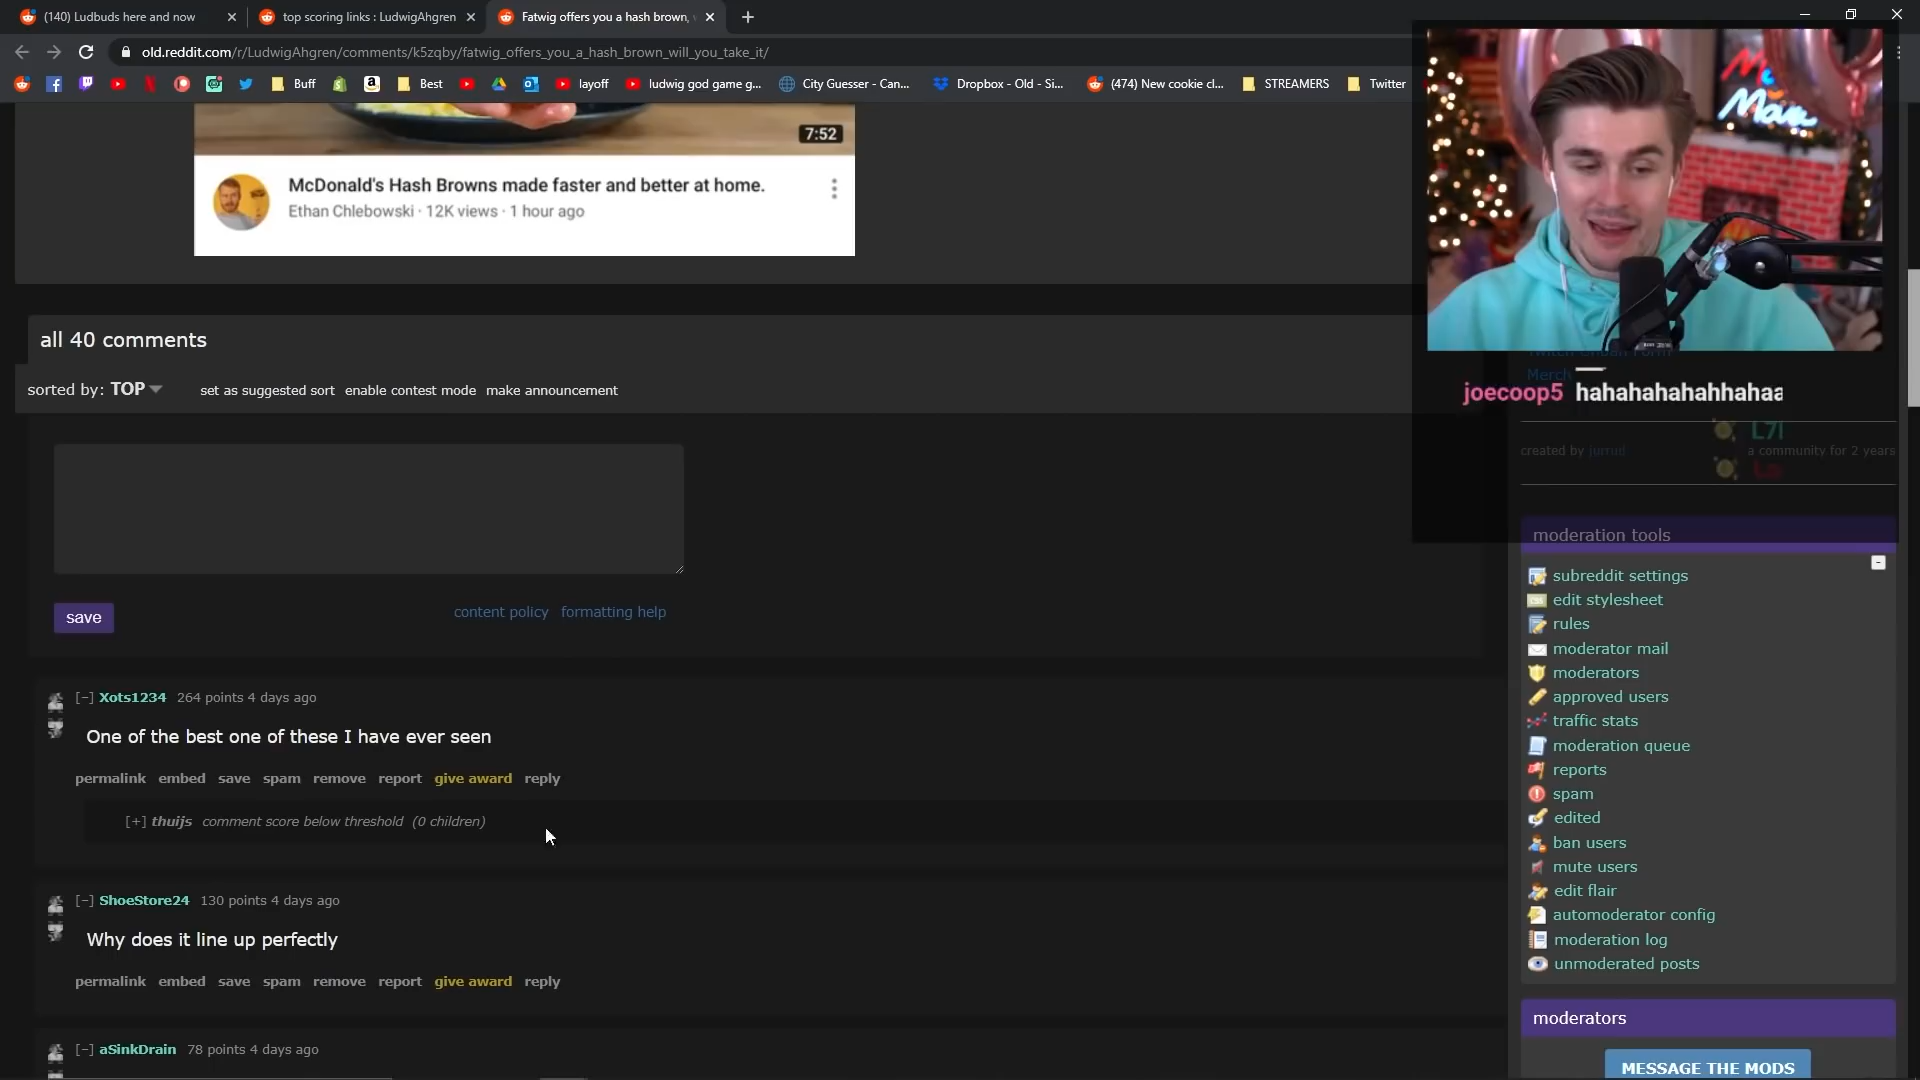 (140) Ludbuds here and now
top scoring links : LudwigAhgren
Fatwig offers you a hash brown,
old.reddit.com/r/LudwigAhgren/comments/k5zqby/fatwig_offers_you_a_hash_brown_will_you_take_it/
Buff
Best
layoff
ludwig god game g...
City Guesser - Can...
Dropbox - Old - Si...
(474) New cookie cl...
STREAMERS
Twitter
7:52
McDonald's Hash Browns made faster and better at home.
Ethan Chlebowski · 12K views · 1 hour ago
all 40 comments
sorted by: TOP
set as suggested sort enable contest mode make announcement
save
content policy formatting help
[–] Xots1234 264 points 4 days ago
One of the best one of these I have ever seen
permalink embed save spam remove report give award reply
[+] thuijs comment score below threshold (0 children)
[–] ShoeStore24 130 points 4 days ago
Why does it line up perfectly
permalink embed save spam remove report give award reply
[–] aSinkDrain 78 points 4 days ago
Merch
joecoop5 hahahahahahhahaa
created by jurrud
a community for 2 years
moderation tools
subreddit settings
edit stylesheet
rules
moderator mail
moderators
approved users
traffic stats
moderation queue
reports
spam
edited
ban users
mute users
edit flair
automoderator config
moderation log
unmoderated posts
moderators
MESSAGE THE MODS